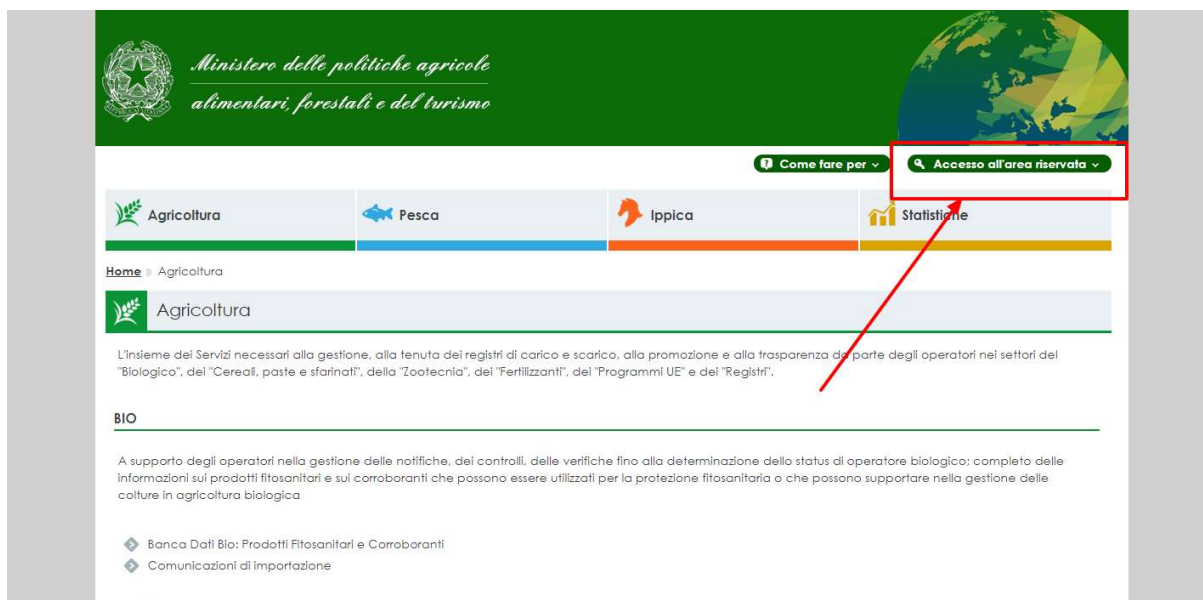 Ministero delle politiche agricole
alimentari, forestali e del turismo
Come fare per
Accesso all'area riservata
Agricoltura
Pesca
Ippica
Statistiche
Home » Agricoltura
Agricoltura
L'insieme dei Servizi necessari alla gestione, alla tenuta dei registri di carico e scarico, alla promozione e alla trasparenza da parte degli operatori nei settori del
"Biologico", dei "Cereali, paste e sfarinati", della "Zootecnia", dei "Fertilizzanti", dei "Programmi UE" e dei "Registri".
BIO
A supporto degli operatori nella gestione delle notifiche, dei controlli, delle verifiche fino alla determinazione dello status di operatore biologico; completo delle
informazioni sui prodotti fitosanitari e sui corroboranti che possono essere utilizzati per la protezione fitosanitaria o che possono supportare nella gestione delle
colture in agricoltura biologica
Banca Dati Bio: Prodotti Fitosanitari e Corroboranti
Comunicazioni di importazione